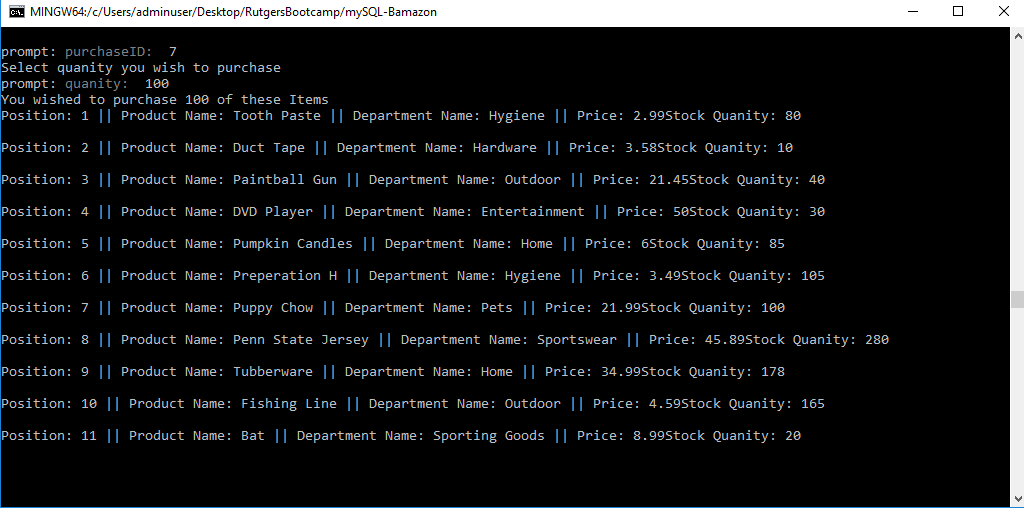 MINGW64:/c/Users/adminuser/Desktop/RutgersBootcamp/mySQL-Bamazon
prompt: purchaseID:  7
Select quanity you wish to purchase
prompt: quanity:  100
You wished to purchase 100 of these Items
Position: 1 || Product Name: Tooth Paste || Department Name: Hygiene || Price: 2.99Stock Quanity: 80
Position: 2 || Product Name: Duct Tape || Department Name: Hardware || Price: 3.58Stock Quanity: 10
Position: 3 || Product Name: Paintball Gun || Department Name: Outdoor || Price: 21.45Stock Quanity: 40
Position: 4 || Product Name: DVD Player || Department Name: Entertainment || Price: 50Stock Quanity: 30
Position: 5 || Product Name: Pumpkin Candles || Department Name: Home || Price: 6Stock Quanity: 85
Position: 6 || Product Name: Preperation H || Department Name: Hygiene || Price: 3.49Stock Quanity: 105
Position: 7 || Product Name: Puppy Chow || Department Name: Pets || Price: 21.99Stock Quanity: 100
Position: 8 || Product Name: Penn State Jersey || Department Name: Sportswear || Price: 45.89Stock Quanity: 280
Position: 9 || Product Name: Tubberware || Department Name: Home || Price: 34.99Stock Quanity: 178
Position: 10 || Product Name: Fishing Line || Department Name: Outdoor || Price: 4.59Stock Quanity: 165
Position: 11 || Product Name: Bat || Department Name: Sporting Goods || Price: 8.99Stock Quanity: 20